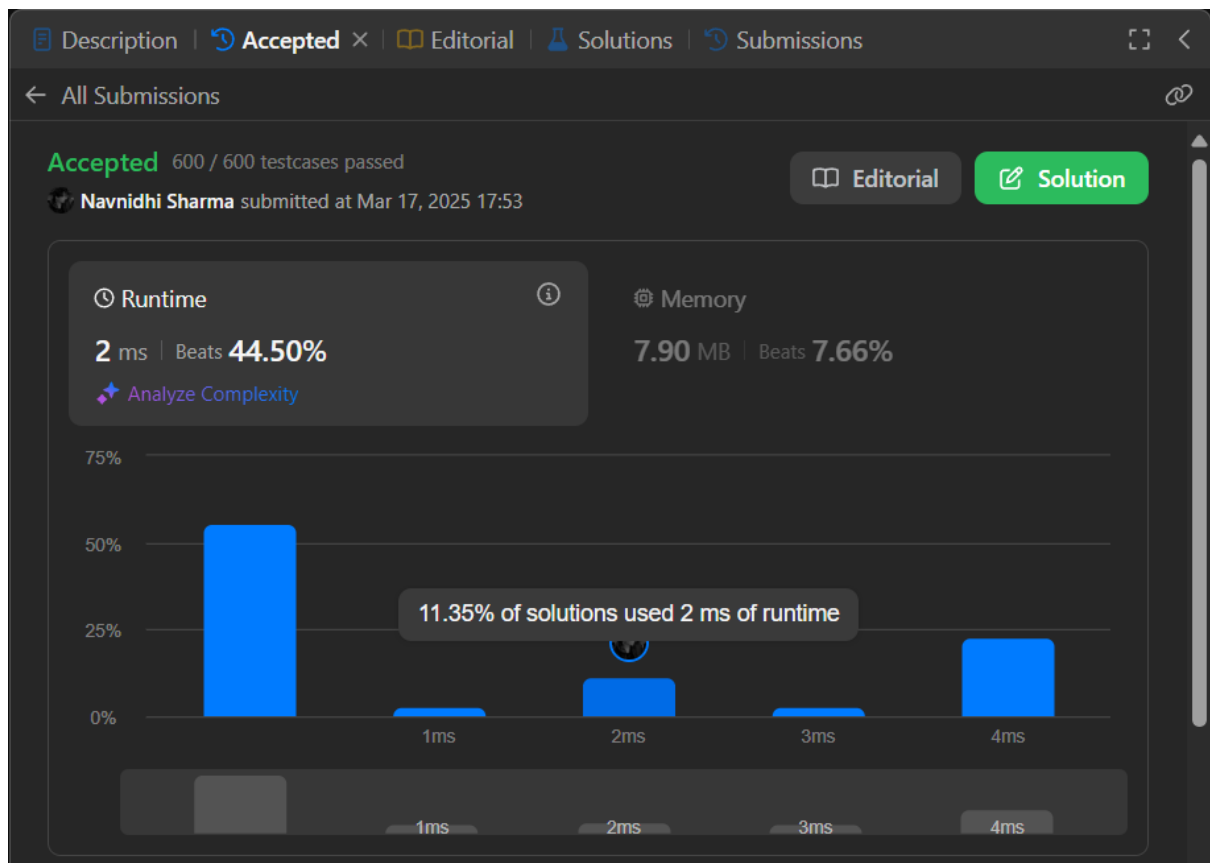 Description Accepted Editorial Solutions Submissions
All Submissions
Accepted 600 / 600 testcases passed
Editorial Solution
Navnidhi Sharma submitted at Mar 17, 2025 17:53
Runtime
2 ms Beats 44.50%
Analyze Complexity
Memory
7.90 MB Beats 7.66%
75%
50%
25%
0%
11.35% of solutions used 2 ms of runtime
1ms 2ms 3ms 4ms
1ms 2ms 3ms 4ms